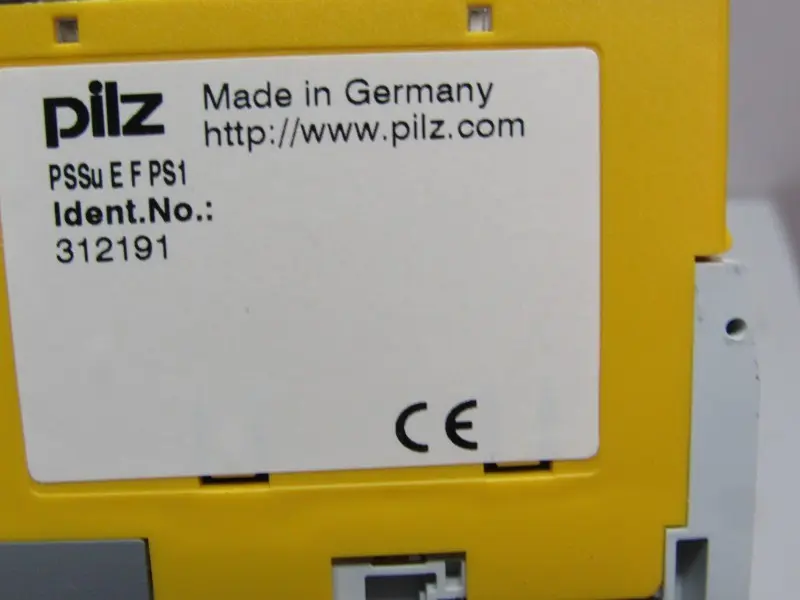 pilz
Made in Germany
http://www.pilz.com
PSSu E F PS1
Ident.No.:
312191
CE